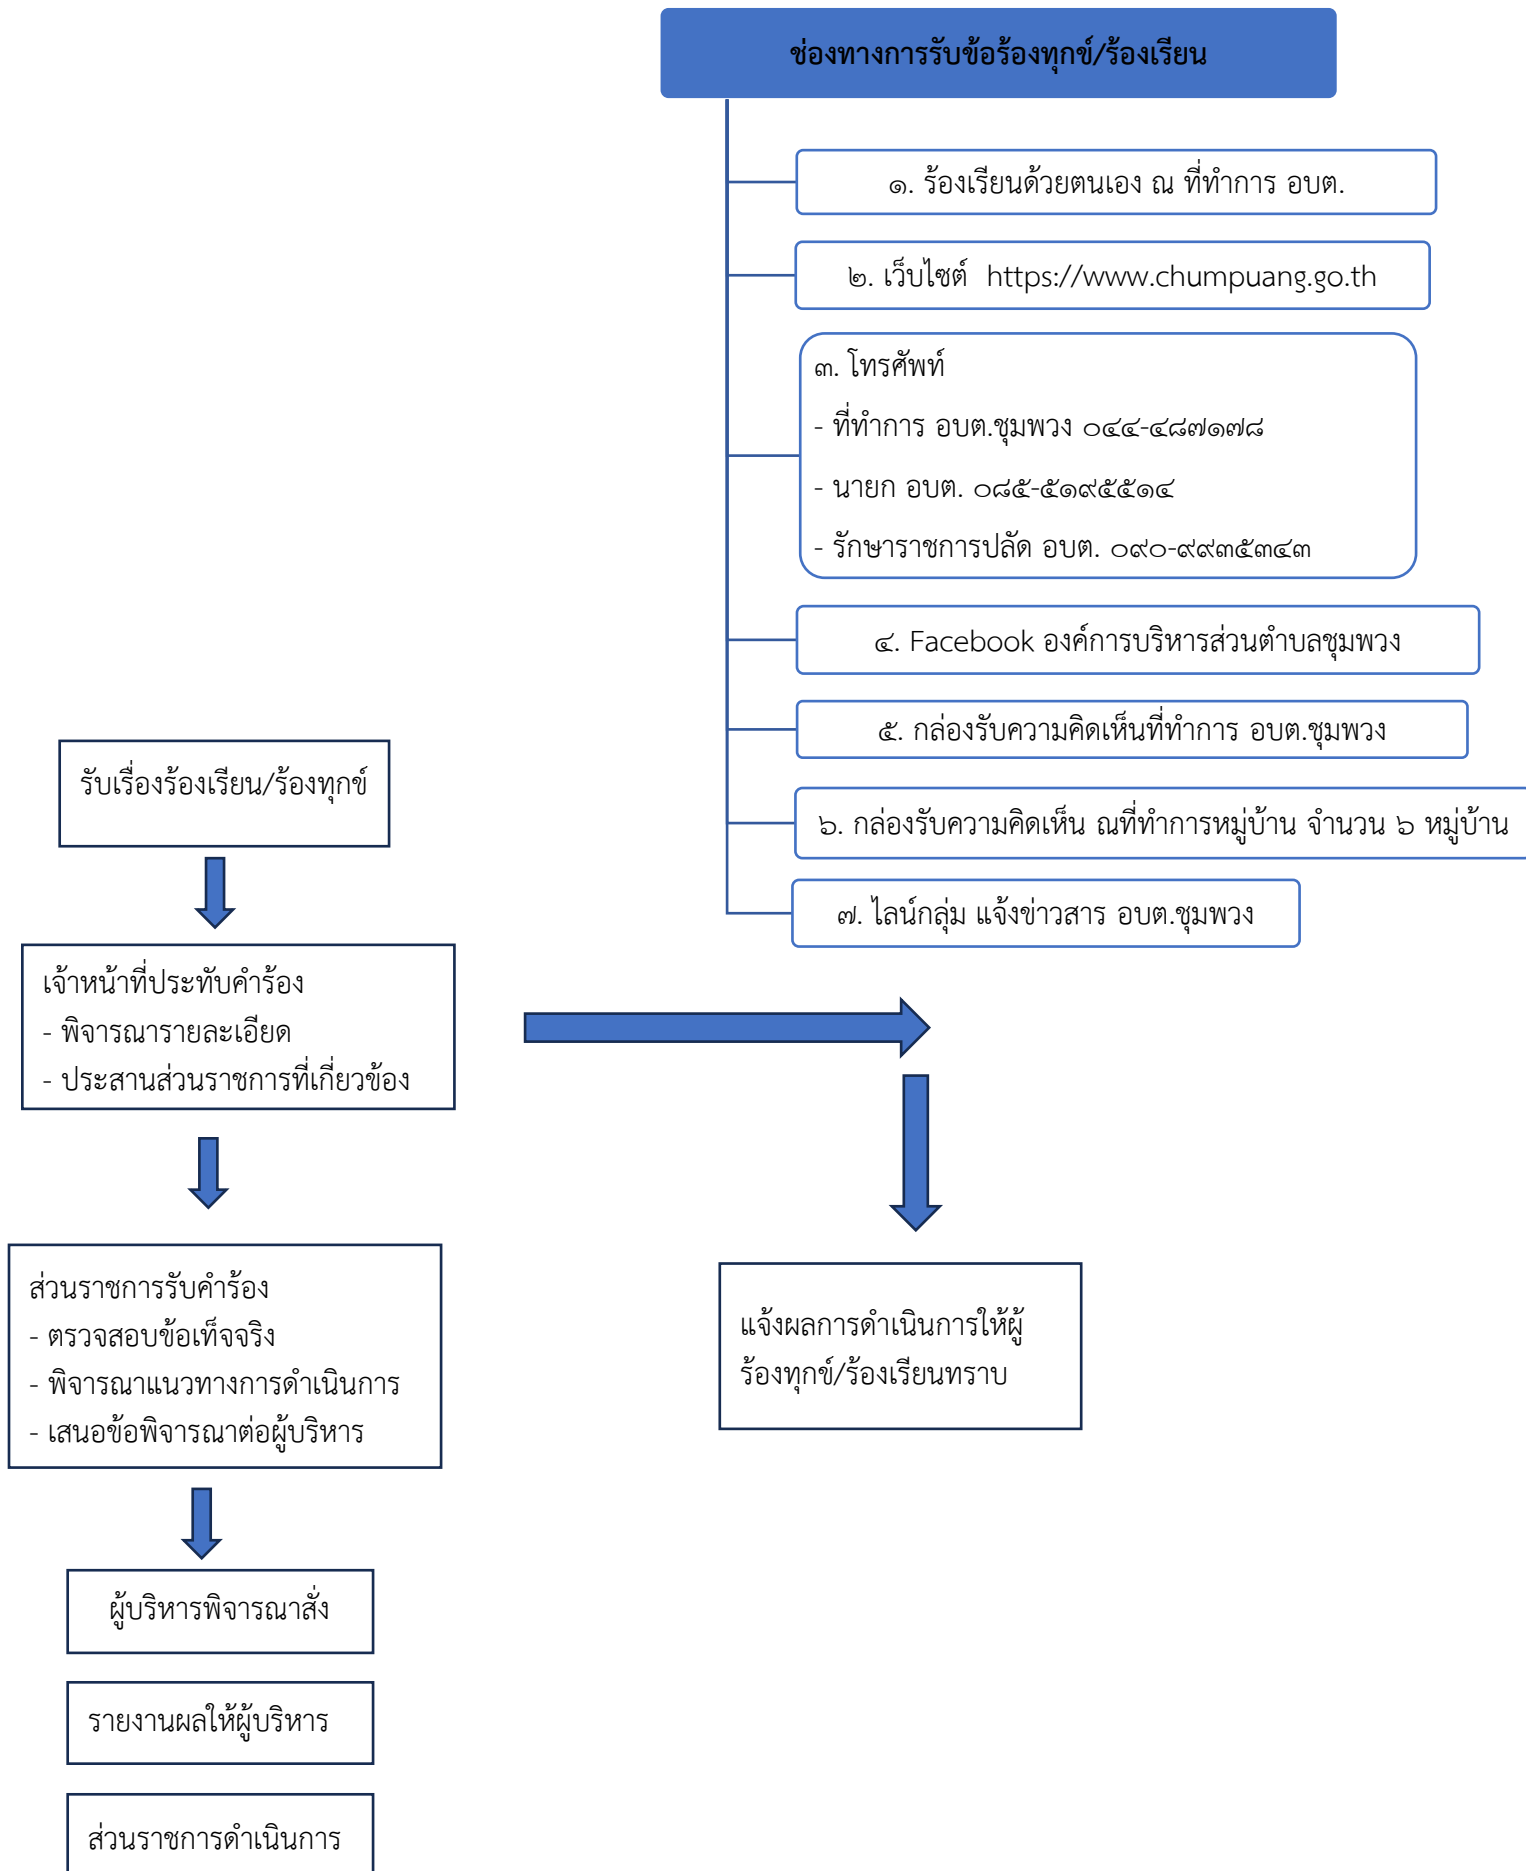 ช่องทางการรับข้อร้องทุกข์/ร้องเรียน
๑. ร้องเรียนด้วยตนเอง ณ ที่ทำการ อบต.
๒. เว็บไซต์ https://www.chumpuang.go.th
๓. โทรศัพท์
- ที่ทำการ อบต.ชุมพวง ๐๔๔-๔๘๗๑๗๘
- นายก อบต. ๐๘๕-๕๑๙๕๕๑๔
- รักษาราชการปลัด อบต. ๐๙๐-๙๙๓๕๓๔๓
๔. Facebook องค์การบริหารส่วนตำบลชุมพวง
๕. กล่องรับความคิดเห็นที่ทำการ อบต.ชุมพวง
๖. กล่องรับความคิดเห็น ณที่ทำการหมู่บ้าน จำนวน ๖ หมู่บ้าน
๗. ไลน์กลุ่ม แจ้งข่าวสาร อบต.ชุมพวง
รับเรื่องร้องเรียน/ร้องทุกข์
เจ้าหน้าที่ประทับคำร้อง
- พิจารณารายละเอียด
- ประสานส่วนราชการที่เกี่ยวข้อง
ส่วนราชการรับคำร้อง
- ตรวจสอบข้อเท็จจริง
- พิจารณาแนวทางการดำเนินการ
- เสนอข้อพิจารณาต่อผู้บริหาร
แจ้งผลการดำเนินการให้ผู้
ร้องทุกข์/ร้องเรียนทราบ
ผู้บริหารพิจารณาสั่ง
รายงานผลให้ผู้บริหาร
ส่วนราชการดำเนินการ